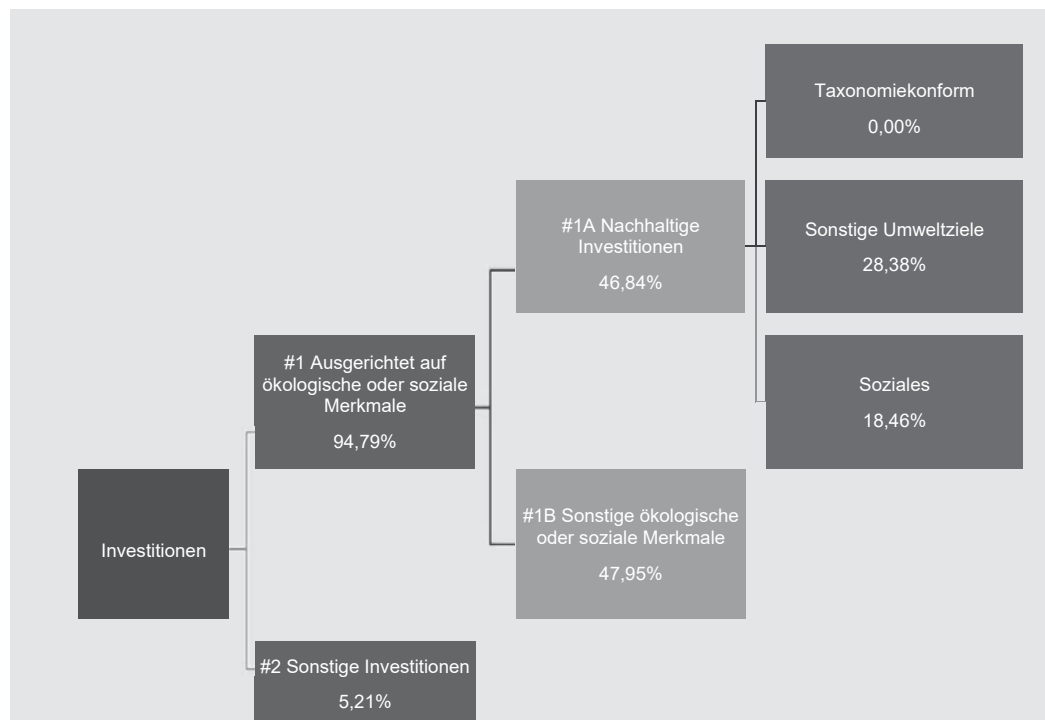 Taxonomiekonform
0,00%
#1A Nachhaltige
Investitionen
46,84%
Sonstige Umweltziele
28,38%
#1 Ausgerichtet auf
ökologische oder soziale
Merkmale
94,79%
Soziales
18,46%
Investitionen
#1B Sonstige ökologische
oder soziale Merkmale
47,95%
#2 Sonstige Investitionen
5,21%